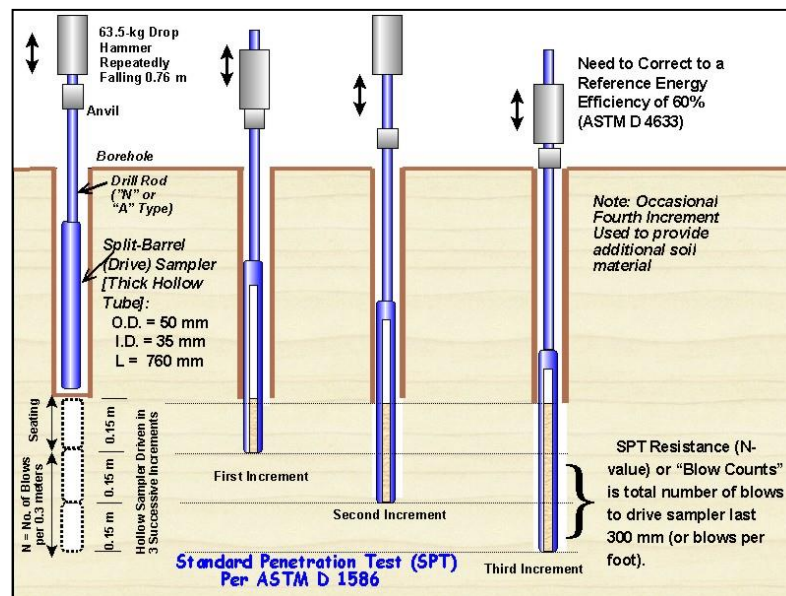 63.5-kg Drop
Hammer
Repeatedly
Falling 0.76 m
Anvil
Borehole
Drill Rod
("N" or
"A" Type)
Split-Barrel
(Drive) Sampler
[Thick Hollow
Tube]:
O.D. = 50 mm
I.D. = 35 mm
L = 760 mm
Seating
N = No. of Blows
per 0.3 meters
0.15 m
0.15 m
0.15 m
Hollow Sampler Driven in
3 Successive Increments
First Increment
Second Increment
Third Increment
Need to Correct to a
Reference Energy
Efficiency of 60%
(ASTM D 4633)
Note: Occasional
Fourth Increment
Used to provide
additional soil
material
SPT Resistance (N-
value) or "Blow Counts"
is total number of blows
to drive sampler last
300 mm (or blows per
foot).
Standard Penetration Test (SPT)
Per ASTM D 1586